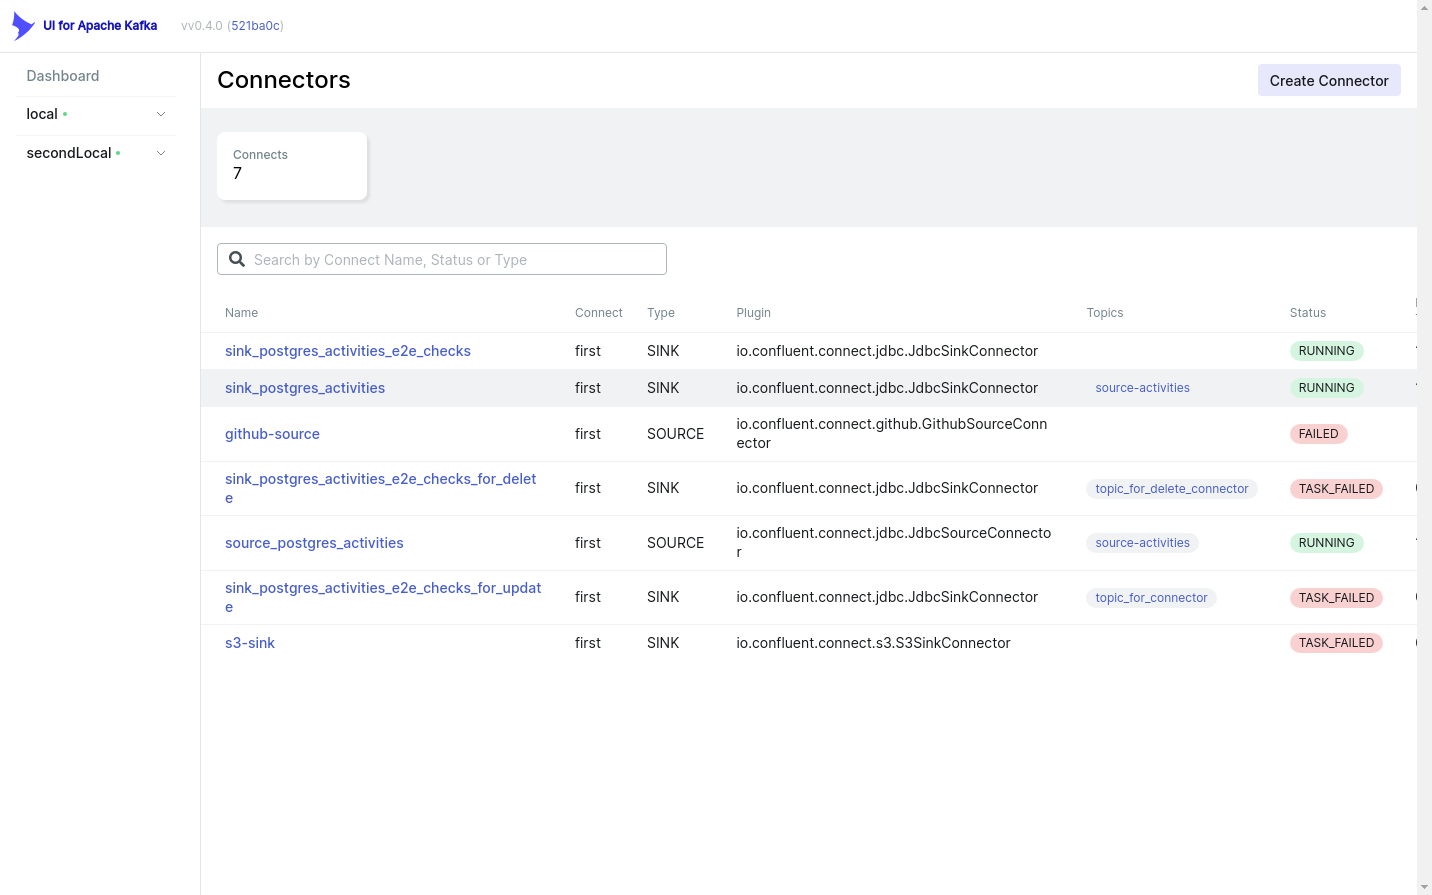 UI for Apache Kafka vv0.4.0 (521ba0c)
Dashboard
local
secondLocal
Connectors
Create Connector
Connects
7
Search by Connect Name, Status or Type
Name Connect Type Plugin Topics Status
sink_postgres_activities_e2e_checks first SINK io.confluent.connect.jdbc.JdbcSinkConnector RUNNING
sink_postgres_activities first SINK io.confluent.connect.jdbc.JdbcSinkConnector source-activities RUNNING
github-source first SOURCE io.confluent.connect.github.GithubSourceConn
ector FAILED
sink_postgres_activities_e2e_checks_for_delet
e first SINK io.confluent.connect.jdbc.JdbcSinkConnector topic_for_delete_connector TASK_FAILED
source_postgres_activities first SOURCE io.confluent.connect.jdbc.JdbcSourceConnecto
r source-activities RUNNING
sink_postgres_activities_e2e_checks_for_updat
e first SINK io.confluent.connect.jdbc.JdbcSinkConnector topic_for_connector TASK_FAILED
s3-sink first SINK io.confluent.connect.s3.S3SinkConnector TASK_FAILED